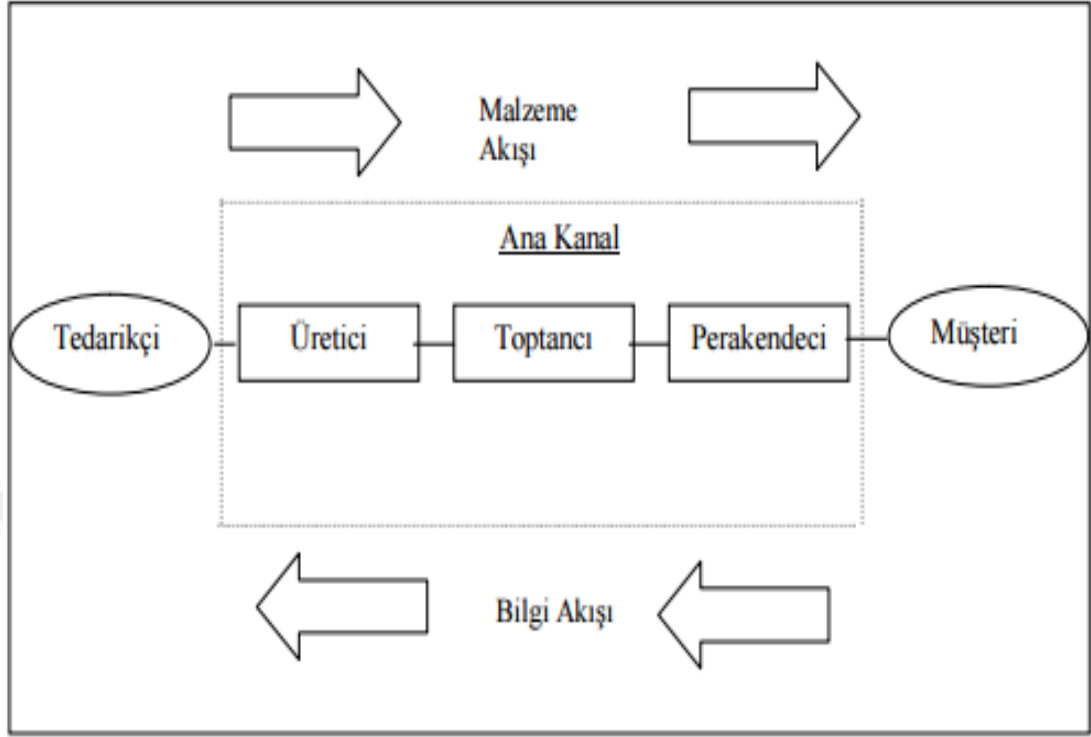 Malzeme
Akışı
Ana Kanal
Tedarikçi
Üretici
Toptancı
Perakendeci
Müşteri
Bilgi Akışı